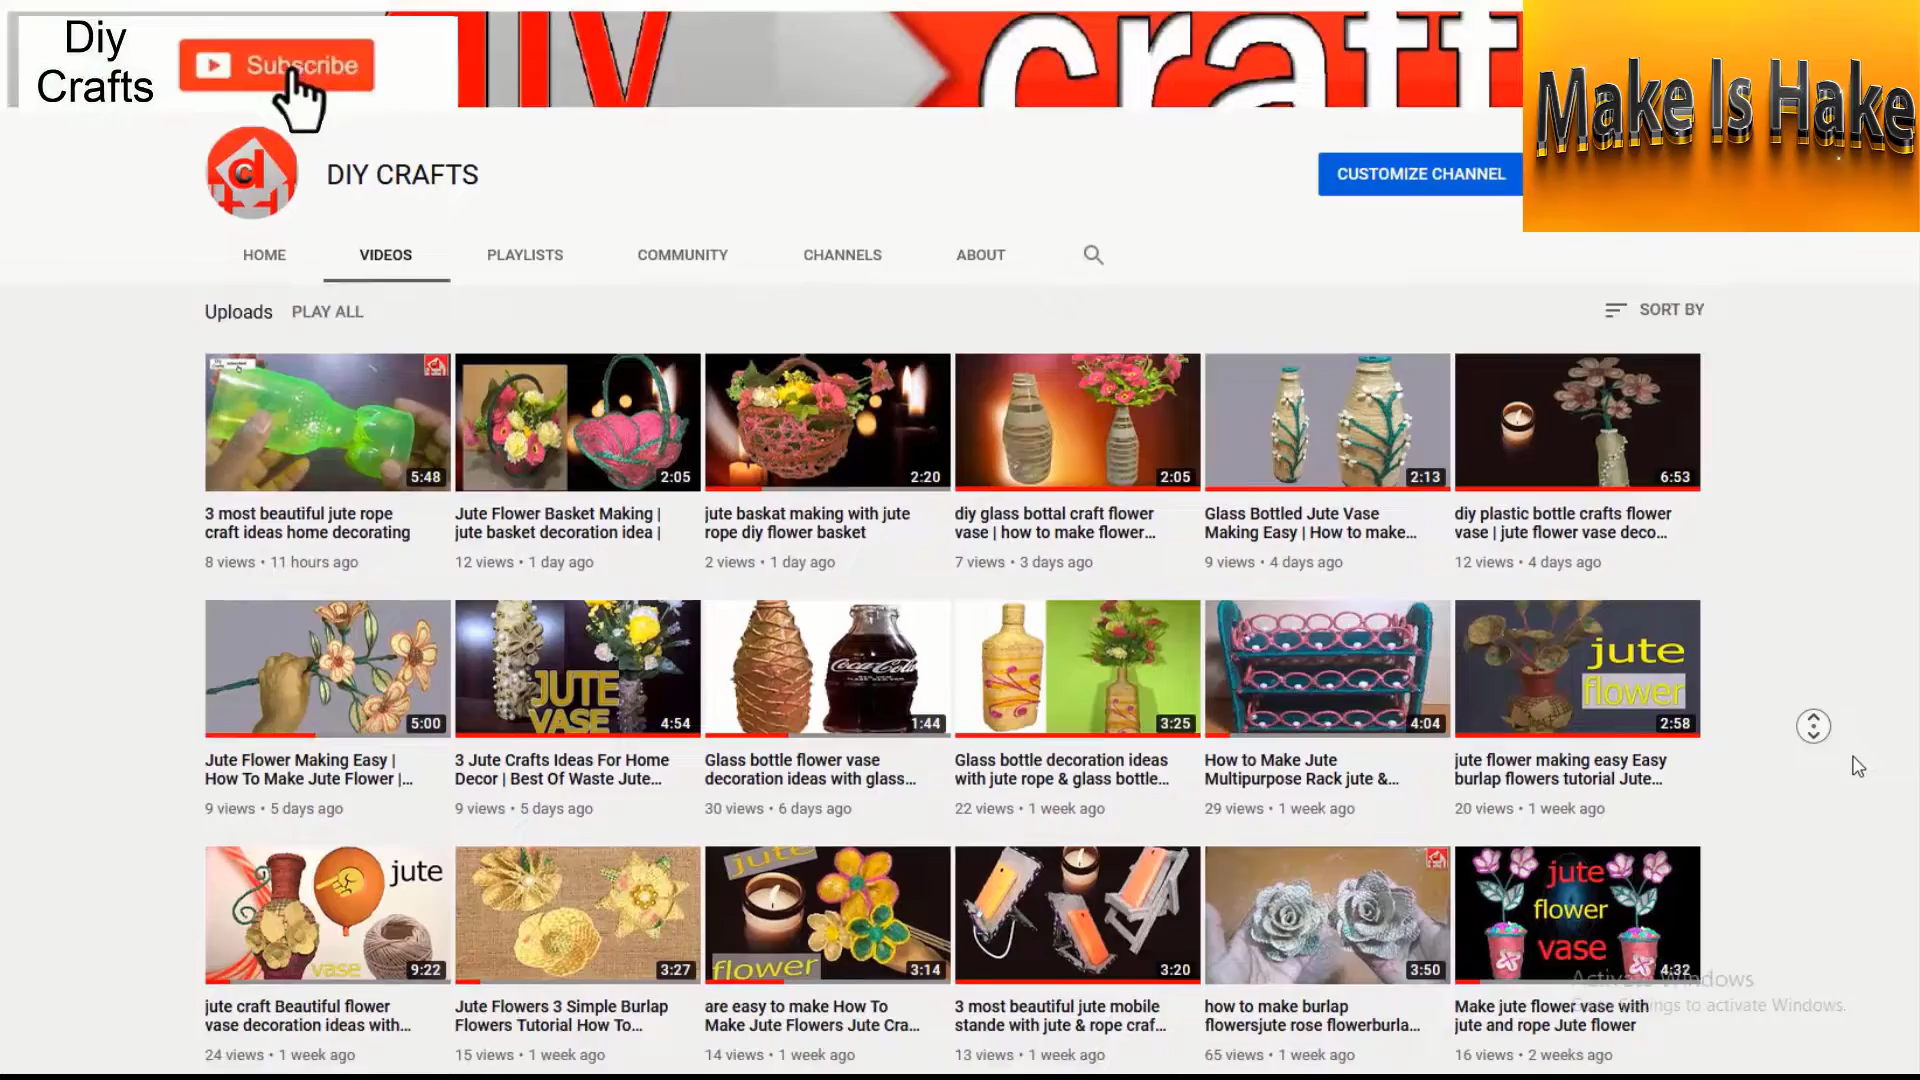 Diy
Crafts
Subscribe
DIY
craft
Make Is Hake
DIY CRAFTS
CUSTOMIZE CHANNEL
HOME
VIDEOS
PLAYLISTS
COMMUNITY
CHANNELS
ABOUT
Uploads
PLAY ALL
SORT BY
5:48
2:05
2:20
2:05
2:13
6:53
3 most beautiful jute rope
craft ideas home decorating
8 views • 11 hours ago
Jute Flower Basket Making |
jute basket decoration idea |
12 views • 1 day ago
jute baskat making with jute
rope diy flower basket
2 views • 1 day ago
diy glass bottal craft flower
vase | how to make flower...
7 views • 3 days ago
Glass Bottled Jute Vase
Making Easy | How to make...
9 views • 4 days ago
diy plastic bottle crafts flower
vase | jute flower vase deco...
12 views • 4 days ago
5:00
JUTE
VASE
4:54
Coca-Cola
1:44
3:25
4:04
jute
flower
2:58
Jute Flower Making Easy |
How To Make Jute Flower |...
9 views • 5 days ago
3 Jute Crafts Ideas For Home
Decor | Best Of Waste Jute...
9 views • 5 days ago
Glass bottle flower vase
decoration ideas with glass...
30 views • 6 days ago
Glass bottle decoration ideas
with jute rope & glass bottle...
22 views • 1 week ago
How to Make Jute
Multipurpose Rack jute &...
29 views • 1 week ago
jute flower making easy Easy
burlap flowers tutorial Jute...
20 views • 1 week ago
jute
vase
9:22
3:27
jute
flower
3:14
3:20
3:50
jute
flower
vase
4:32
jute craft Beautiful flower
vase decoration ideas with...
24 views • 1 week ago
Jute Flowers 3 Simple Burlap
Flowers Tutorial How To...
15 views • 1 week ago
are easy to make How To
Make Jute Flowers Jute Cra...
14 views • 1 week ago
3 most beautiful jute mobile
stande with jute & rope craf...
13 views • 1 week ago
how to make burlap
flowersjute rose flowerburla...
65 views • 1 week ago
Make jute flower vase with
jute and rope Jute flower
16 views • 2 weeks ago
Activate Windows
Go to Settings to activate Windows.